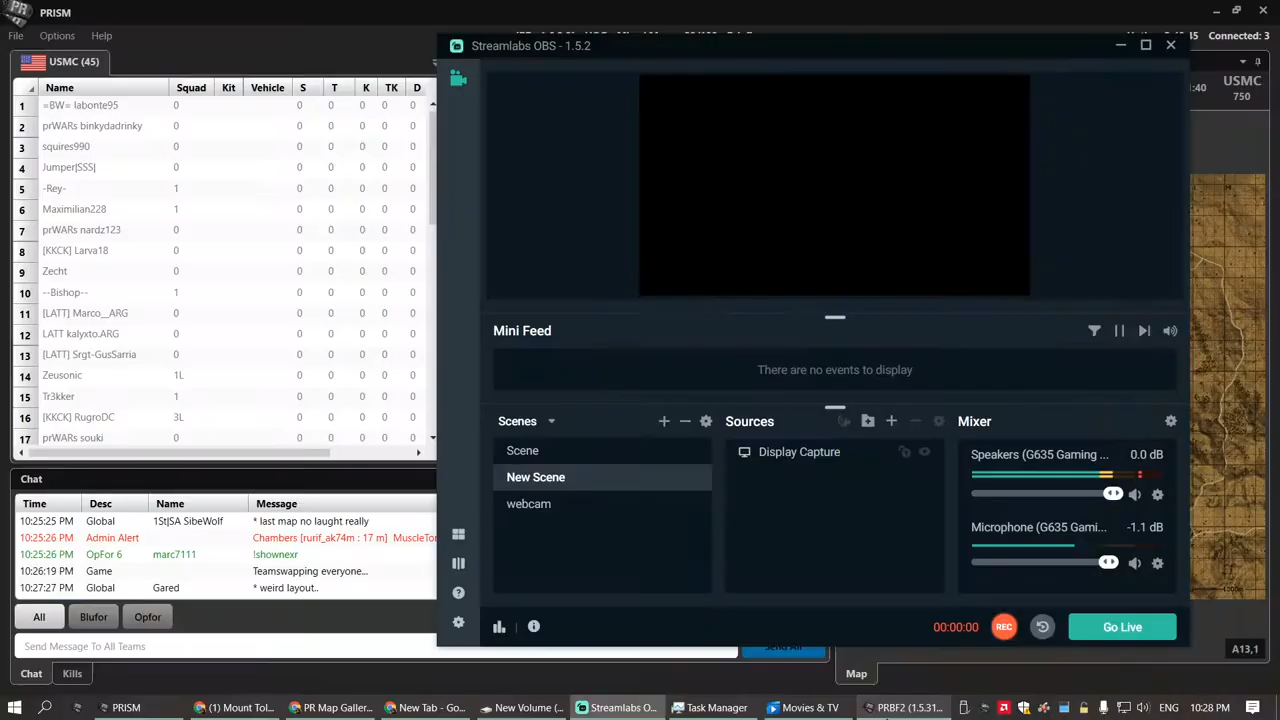 PR
PRISM
File Options Help
Connected: 3
USMC (45)
Name Squad Kit Vehicle S T K TK D
1 =BW= labonte95 0 0 0 0 0 0
2 prWARs binkydadrinky 0 0 0 0 0 0
3 squires990 0 0 0 0 0 0
4 Jumper|SSS| 0 0 0 0 0 0
5 -Rey- 1 0 0 0 0 0
6 Maximilian228 1 0 0 0 0 0
7 prWARs nardz123 0 0 0 0 0 0
8 [KKCK] Larva18 0 0 0 0 0 0
9 Zecht 0 0 0 0 0 0
10 --Bishop-- 1 0 0 0 0 0
11 [LATT] Marco__ARG 0 0 0 0 0 0
12 LATT kalyxto.ARG 0 0 0 0 0 0
13 [LATT] Srgt-GusSarria 0 0 0 0 0 0
14 Zeusonic 1L 0 0 0 0 0
15 Tr3kker 1 0 0 0 0 0
16 [KKCK] RugroDC 3L 0 0 0 0 0
17 prWARs souki 0 0 0 0 0 0
Chat
Time Desc Name Message
10:25:25 PM Global 1St|SA SibeWolf * last map no laught really
10:25:26 PM Admin Alert Chambers [rurif_ak74m : 17 m] MuscleTor
10:25:26 PM OpFor 6 marc7111 !shownexr
10:26:19 PM Game Teamswapping everyone...
10:27:27 PM Global Gared * weird layout..
All Blufor Opfor
Send Message To All Teams
Send All
Chat Kills
Streamlabs OBS - 1.5.2
Mini Feed
There are no events to display
Scenes
Scene
New Scene
webcam
Sources
Display Capture
Mixer
Speakers (G635 Gaming ... 0.0 dB
Microphone (G635 Gami... -1.1 dB
00:00:00 REC Go Live
:40 USMC
750
A13,1
Map
PRISM (1) Mount Tol... PR Map Galler... New Tab - Go... New Volume (... Streamlabs O... Task Manager Movies & TV PRBF2 (1.5.31... 10:28 PM